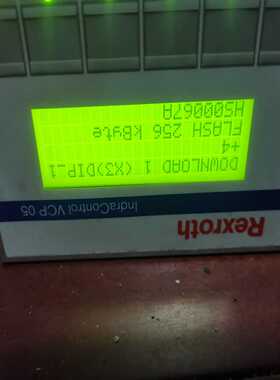 Rexroth
IndraControl VCP 05
DOWNLOAD 1 (X3)DIP_1
+4
FLASH 256 kByte
HS00067A